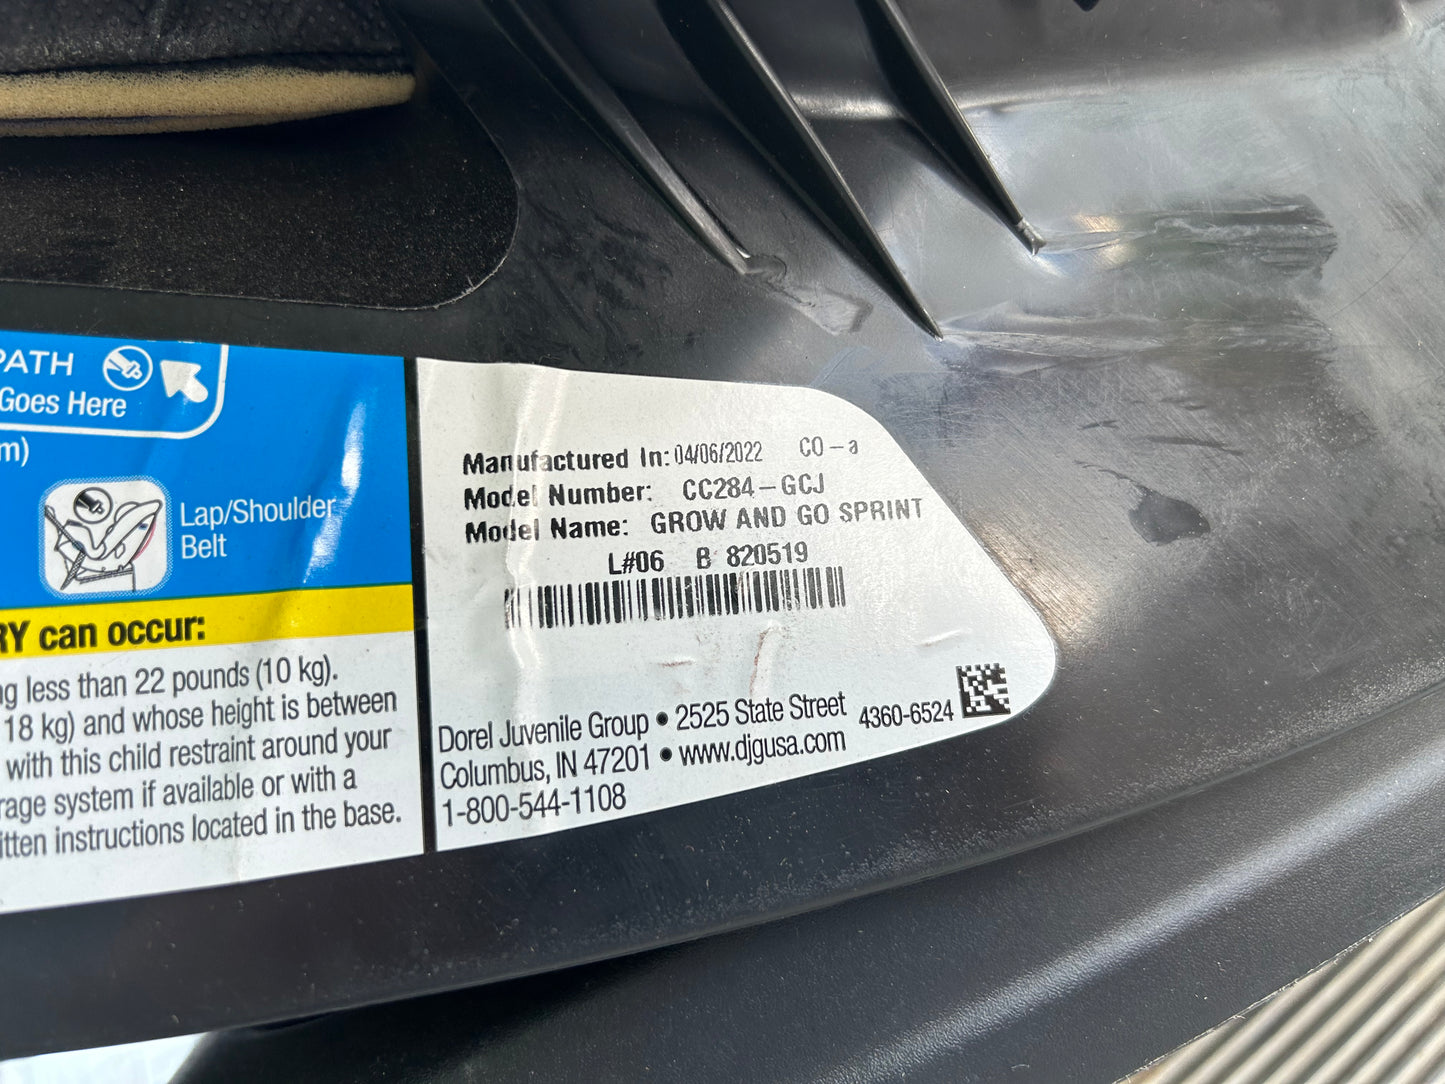 PATH
Goes Here
m)
Lap/Shoulder
Belt
RY can occur:
ng less than 22 pounds (10 kg).
18 kg) and whose height is between
with this child restraint around your
rage system if available or with a
itten instructions located in the base.
Manufactured In: 04/06/2022 CO-a
Model Number: CC284-GCJ
Model Name: GROW AND GO SPRINT
L#06 B 820519
Dorel Juvenile Group • 2525 State Street
Columbus, IN 47201 • www.djgusa.com
1-800-544-1108
4360-6524